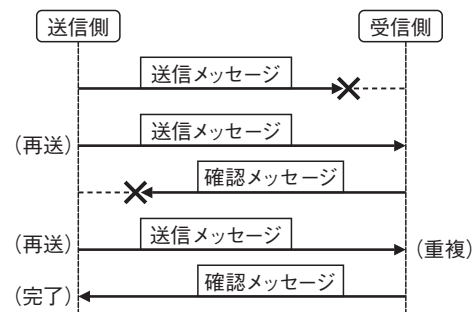 送信側
受信側
送信メッセージ
送信メッセージ
(再送)
確認メッセージ
送信メッセージ
(再送)
(重複)
確認メッセージ
(完了)